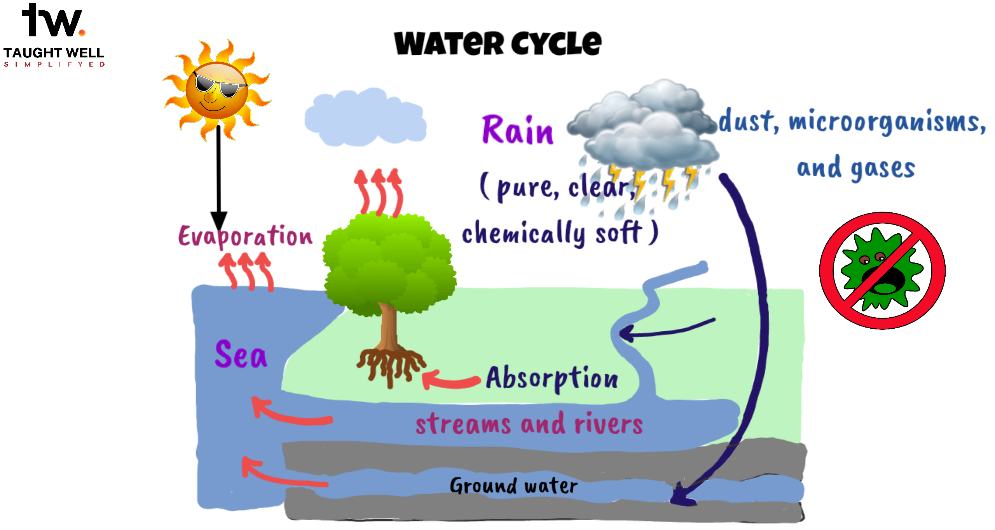 tw.
TAUGHT WELL
SIMPLIFYED
WATER CYCLE
Rain
( pure, clear,
chemically soft )
dust, microorganisms,
and gases
Evaporation
Sea
Absorption
streams and rivers
Ground water